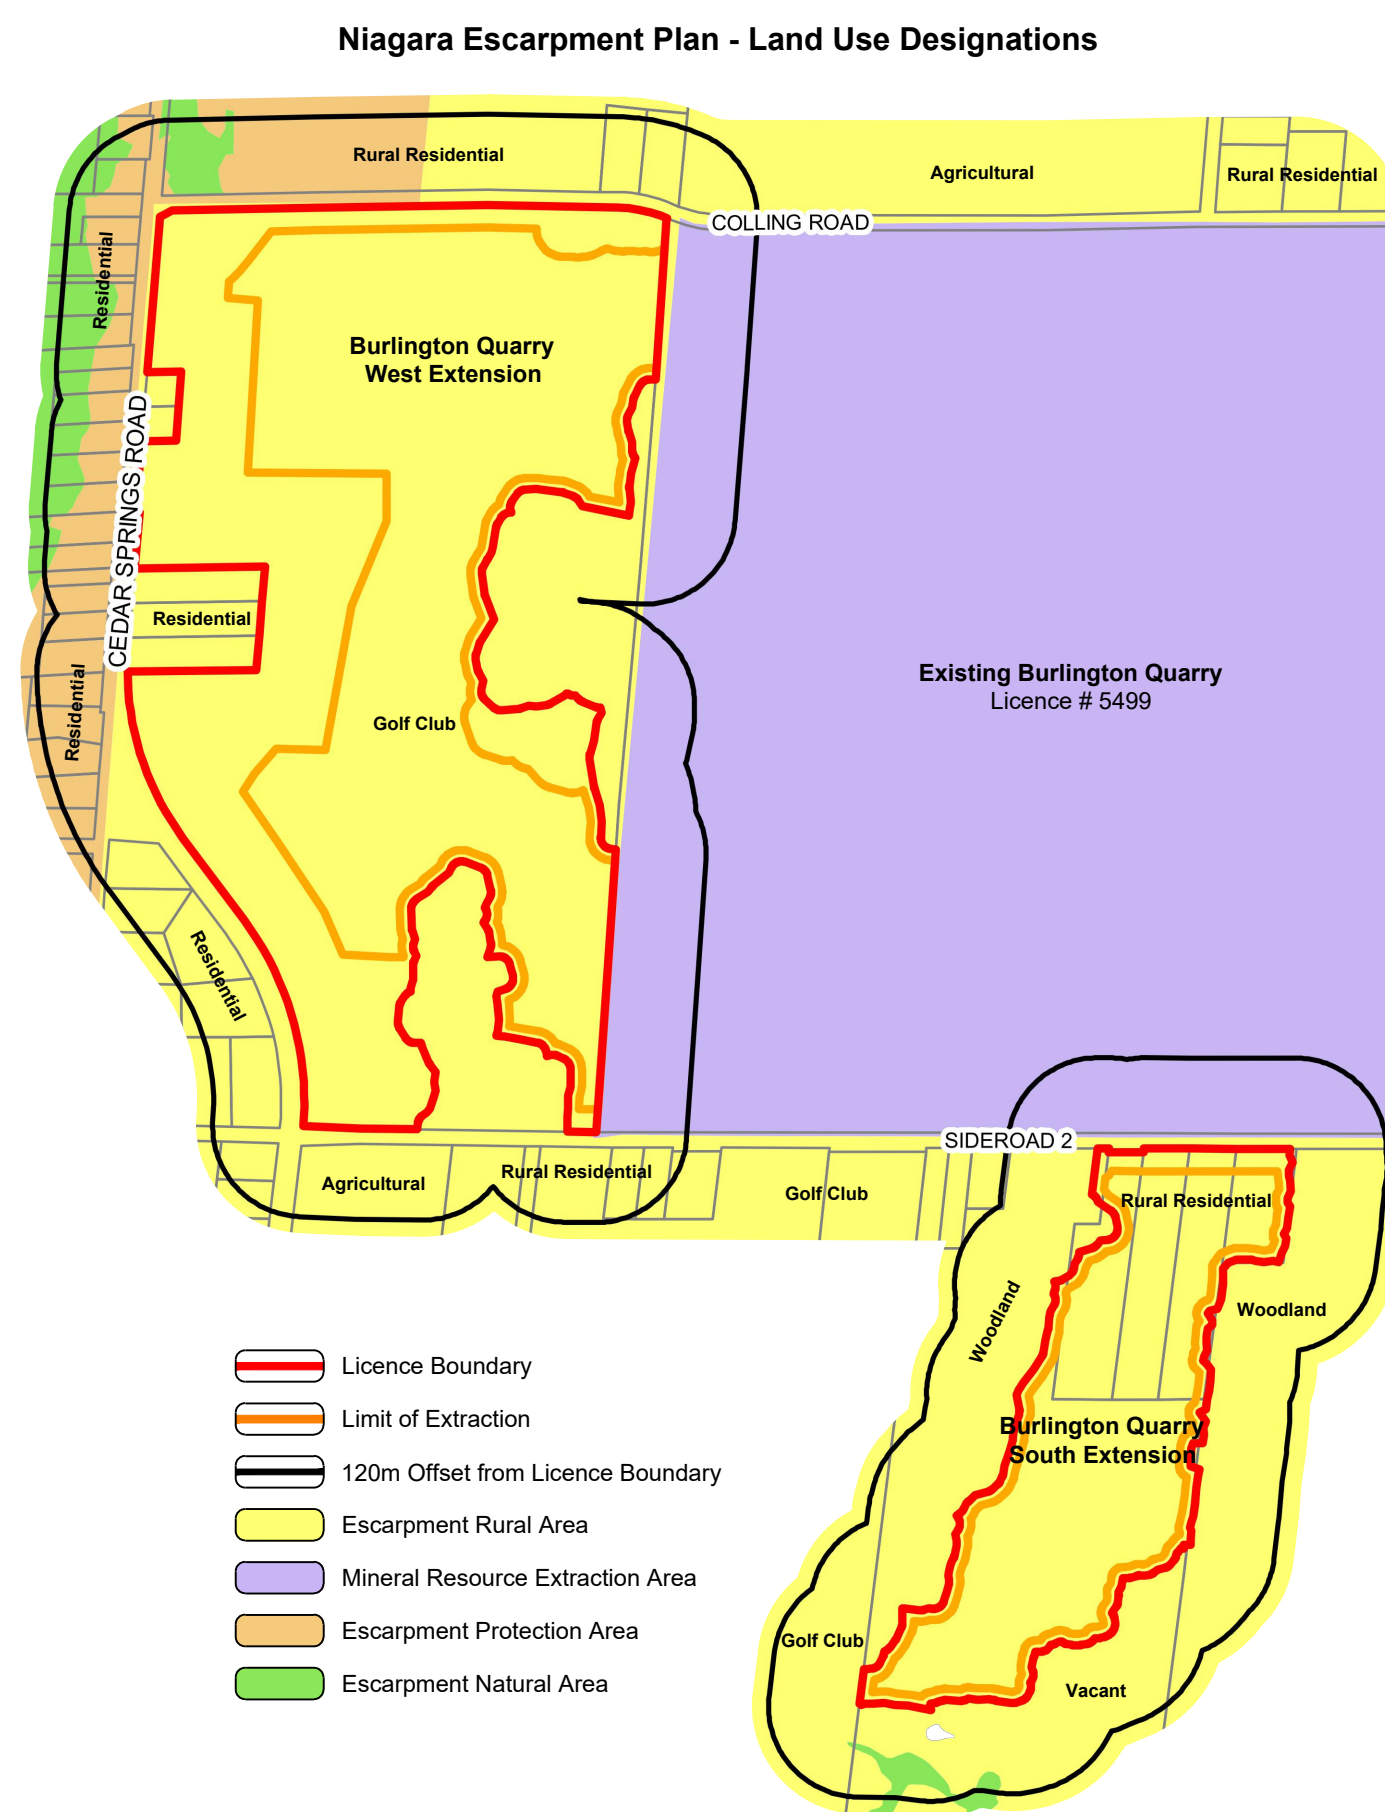 Niagara Escarpment Plan - Land Use Designations
Rural Residential
Agricultural
Rural Residential
COLLING ROAD
Residential
Burlington Quarry
West Extension
CEDAR SPRINGS ROAD
Residential
Residential
Golf Club
Existing Burlington Quarry
Licence # 5499
Residential
SIDEROAD 2
Agricultural
Rural Residential
Golf Club
Rural Residential
Woodland
Woodland
Burlington Quarry
South Extension
Golf Club
Vacant
Licence Boundary
Limit of Extraction
120m Offset from Licence Boundary
Escarpment Rural Area
Mineral Resource Extraction Area
Escarpment Protection Area
Escarpment Natural Area